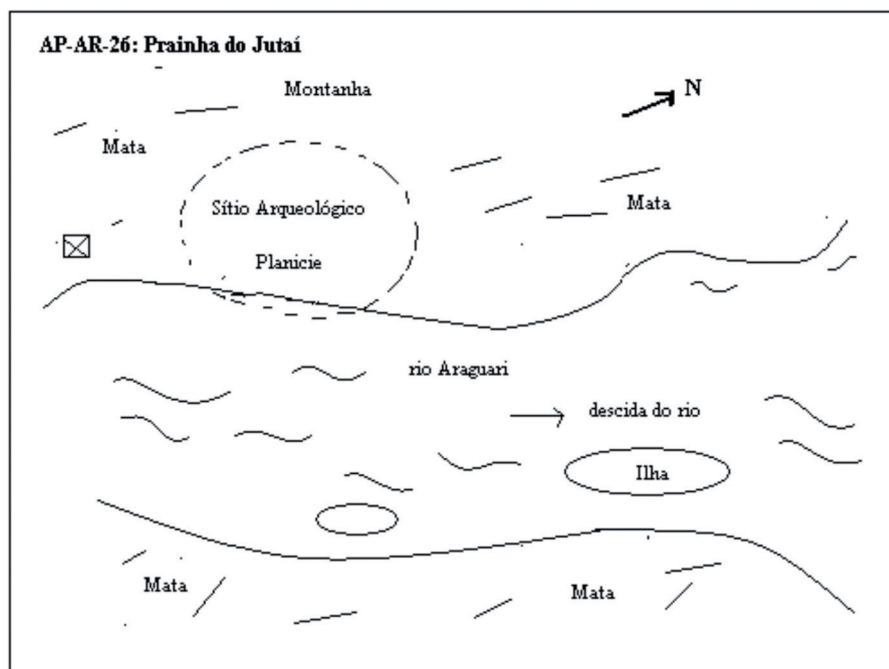 AP-AR-26: Prainha do Jutaí
Montanha
N
Mata
Sítio Arqueológico
Mata
Planicie
rio Araguari
descida do rio
Ilha
Mata
Mata